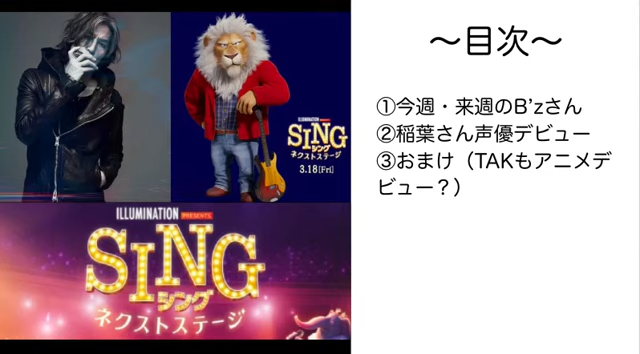 ILLUMINATION
SING
シング
ネクストステージ
3.18[Fri]
ILLUMINATION PRESENTS
SING
シング
ネクストステージ
〜目次〜
①今週・来週のB’zさん
②稲葉さん声優デビュー
③おまけ（TAKもアニメデ
ビュー？）